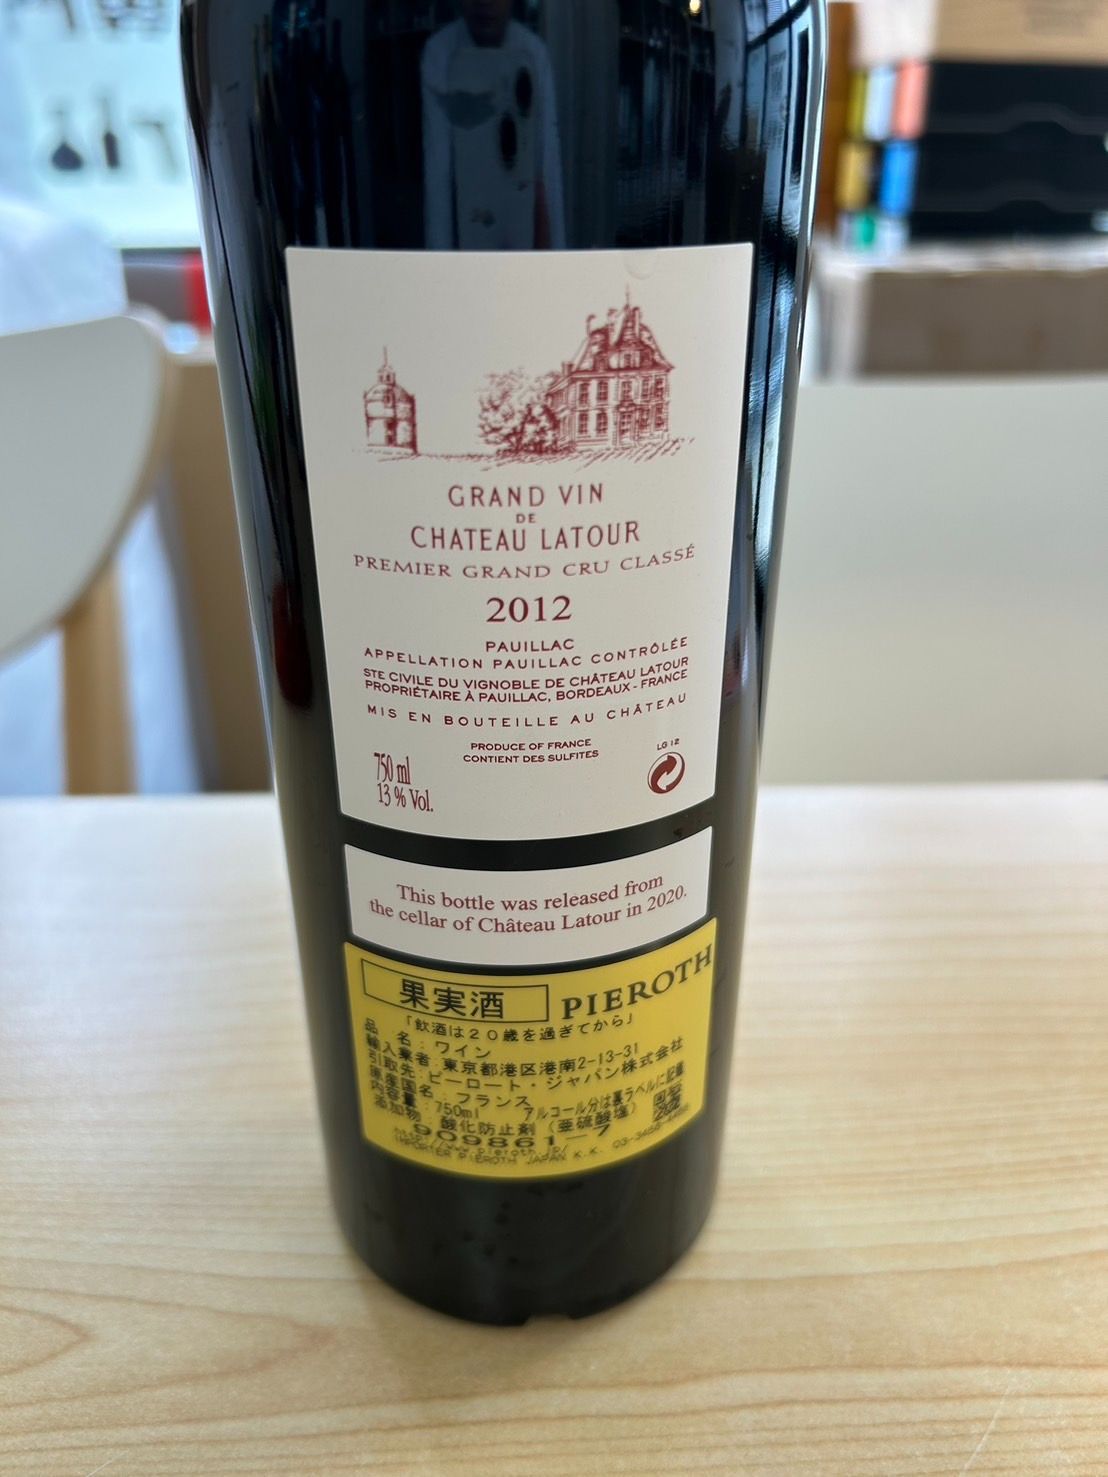 GRAND VIN
DE
CHATEAU LATOUR
PREMIER GRAND CRU CLASSÉ
2012
PAUILLAC
APPELLATION PAUILLAC CONTRÔLÉE
STE CIVILE DU VIGNOBLE DE CHÂTEAU LATOUR
PROPRIÉTAIRE À PAUILLAC, BORDEAUX - FRANCE
MIS EN BOUTEILLE AU CHÂTEAU
PRODUCE OF FRANCE
CONTIENT DES SULFITES
LG 12
750 ml
13 % Vol.
This bottle was released from
the cellar of Château Latour in 2020.
果実酒 PIEROTH
「飲酒は20歳を過ぎてから」
品 名:ワイン
輸入業者:東京都港区港南2-13-31
引取先:ピーロート・ジャパン株式会社
原産国名:フランス
内容量:750ml アルコール分は裏ラベルに記載
添加物:酸化防止剤(亜硫酸塩)
909861-7
http://www.pieroth.jp/
IMPORTER PIEROTH JAPAN K.K.